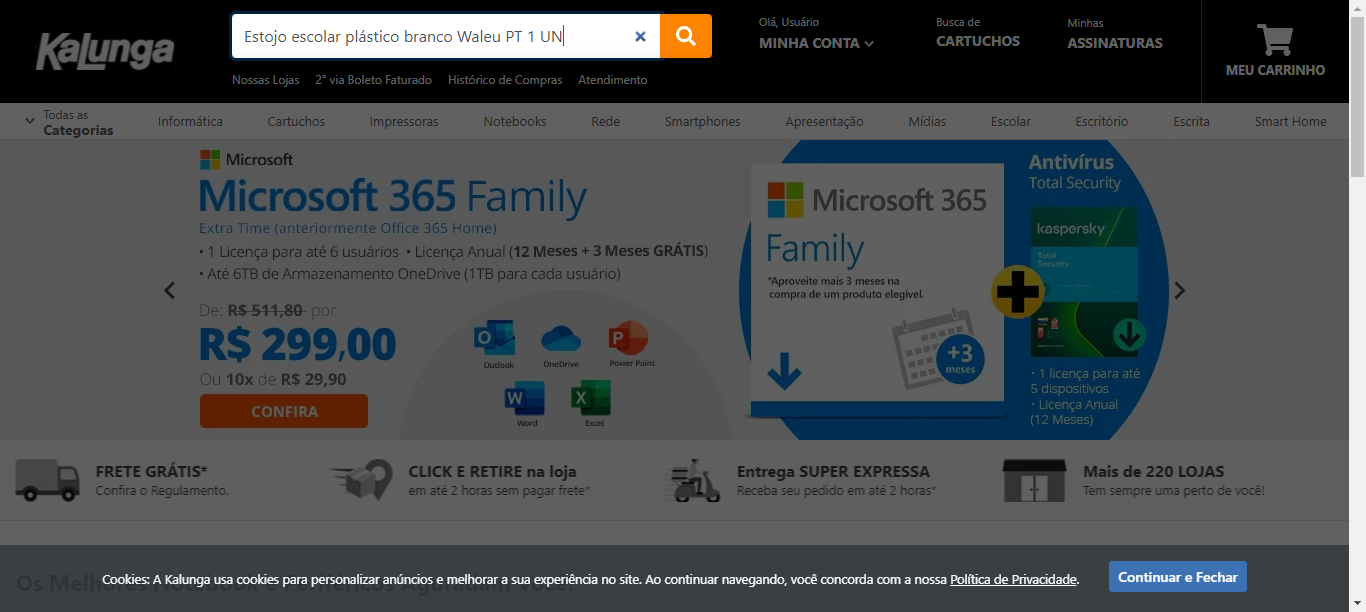 Kalunga
Estojo escolar plástico branco Waleu PT 1 UN
Nossas Lojas 2ª via Boleto Faturado Histórico de Compras Atendimento
Olá, Usuário
MINHA CONTA
Busca de
CARTUCHOS
Minhas
ASSINATURAS
MEU CARRINHO
Todas as
Categorias
Informática Cartuchos Impressoras Notebooks Rede Smartphones Apresentação Mídias Escolar Escritório Escrita Smart Home
Microsoft
Microsoft 365 Family
Extra Time (anteriormente Office 365 Home)
• 1 Licença para até 6 usuários • Licença Anual (12 Meses + 3 Meses GRÁTIS)
• Até 6TB de Armazenamento OneDrive (1TB para cada usuário)
De: R$ 511,80 por
R$ 299,00
Ou 10x de R$ 29,90
CONFIRA
Outlook OneDrive Power Point
Word Excel
Microsoft 365
Family
*Aproveite mais 3 meses na
compra de um produto elegível.
+3
meses
Antivírus
Total Security
kaspersky
Total
Security
• 1 licença para até
5 dispositivos
• Licença Anual
(12 Meses)
FRETE GRÁTIS*
Confira o Regulamento.
CLICK E RETIRE na loja
em até 2 horas sem pagar frete*
Entrega SUPER EXPRESSA
Receba seu pedido em até 2 horas*
Mais de 220 LOJAS
Tem sempre uma perto de você!
Cookies: A Kalunga usa cookies para personalizar anúncios e melhorar a sua experiência no site. Ao continuar navegando, você concorda com a nossa Política de Privacidade.
Continuar e Fechar